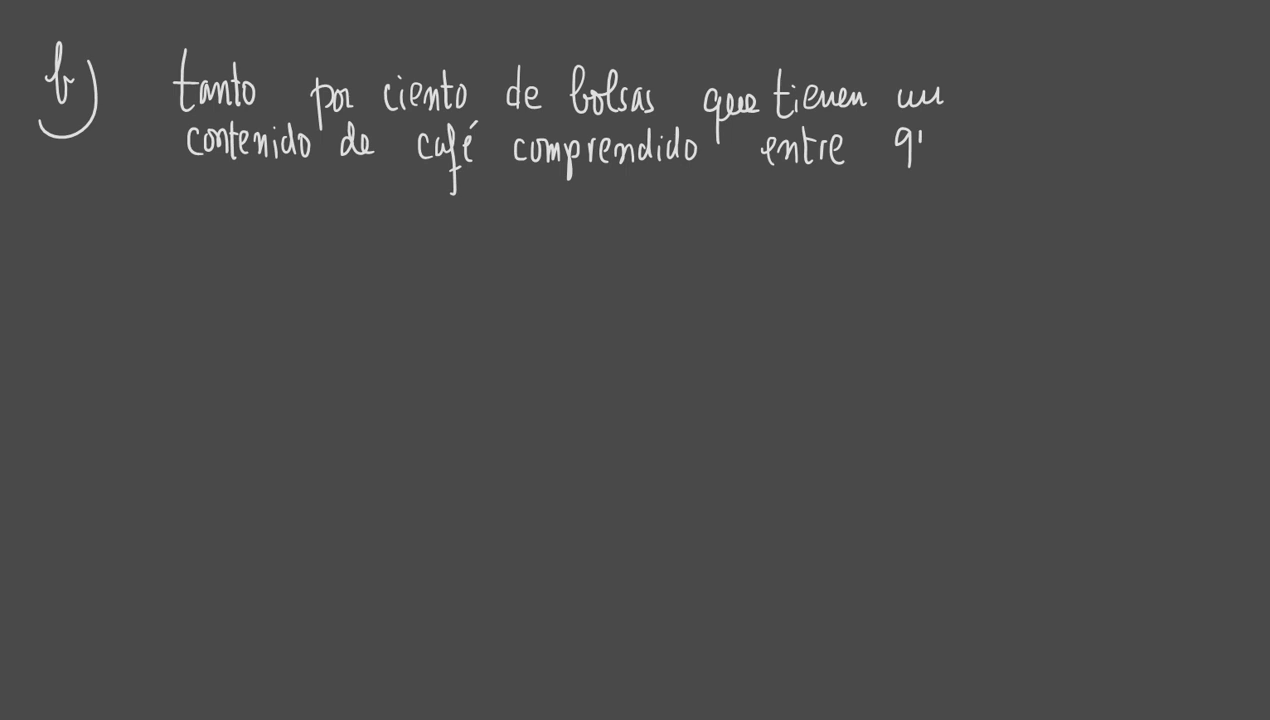 b) tanto por ciento de bolsas que tienen un
contenido de café comprendido entre 9'